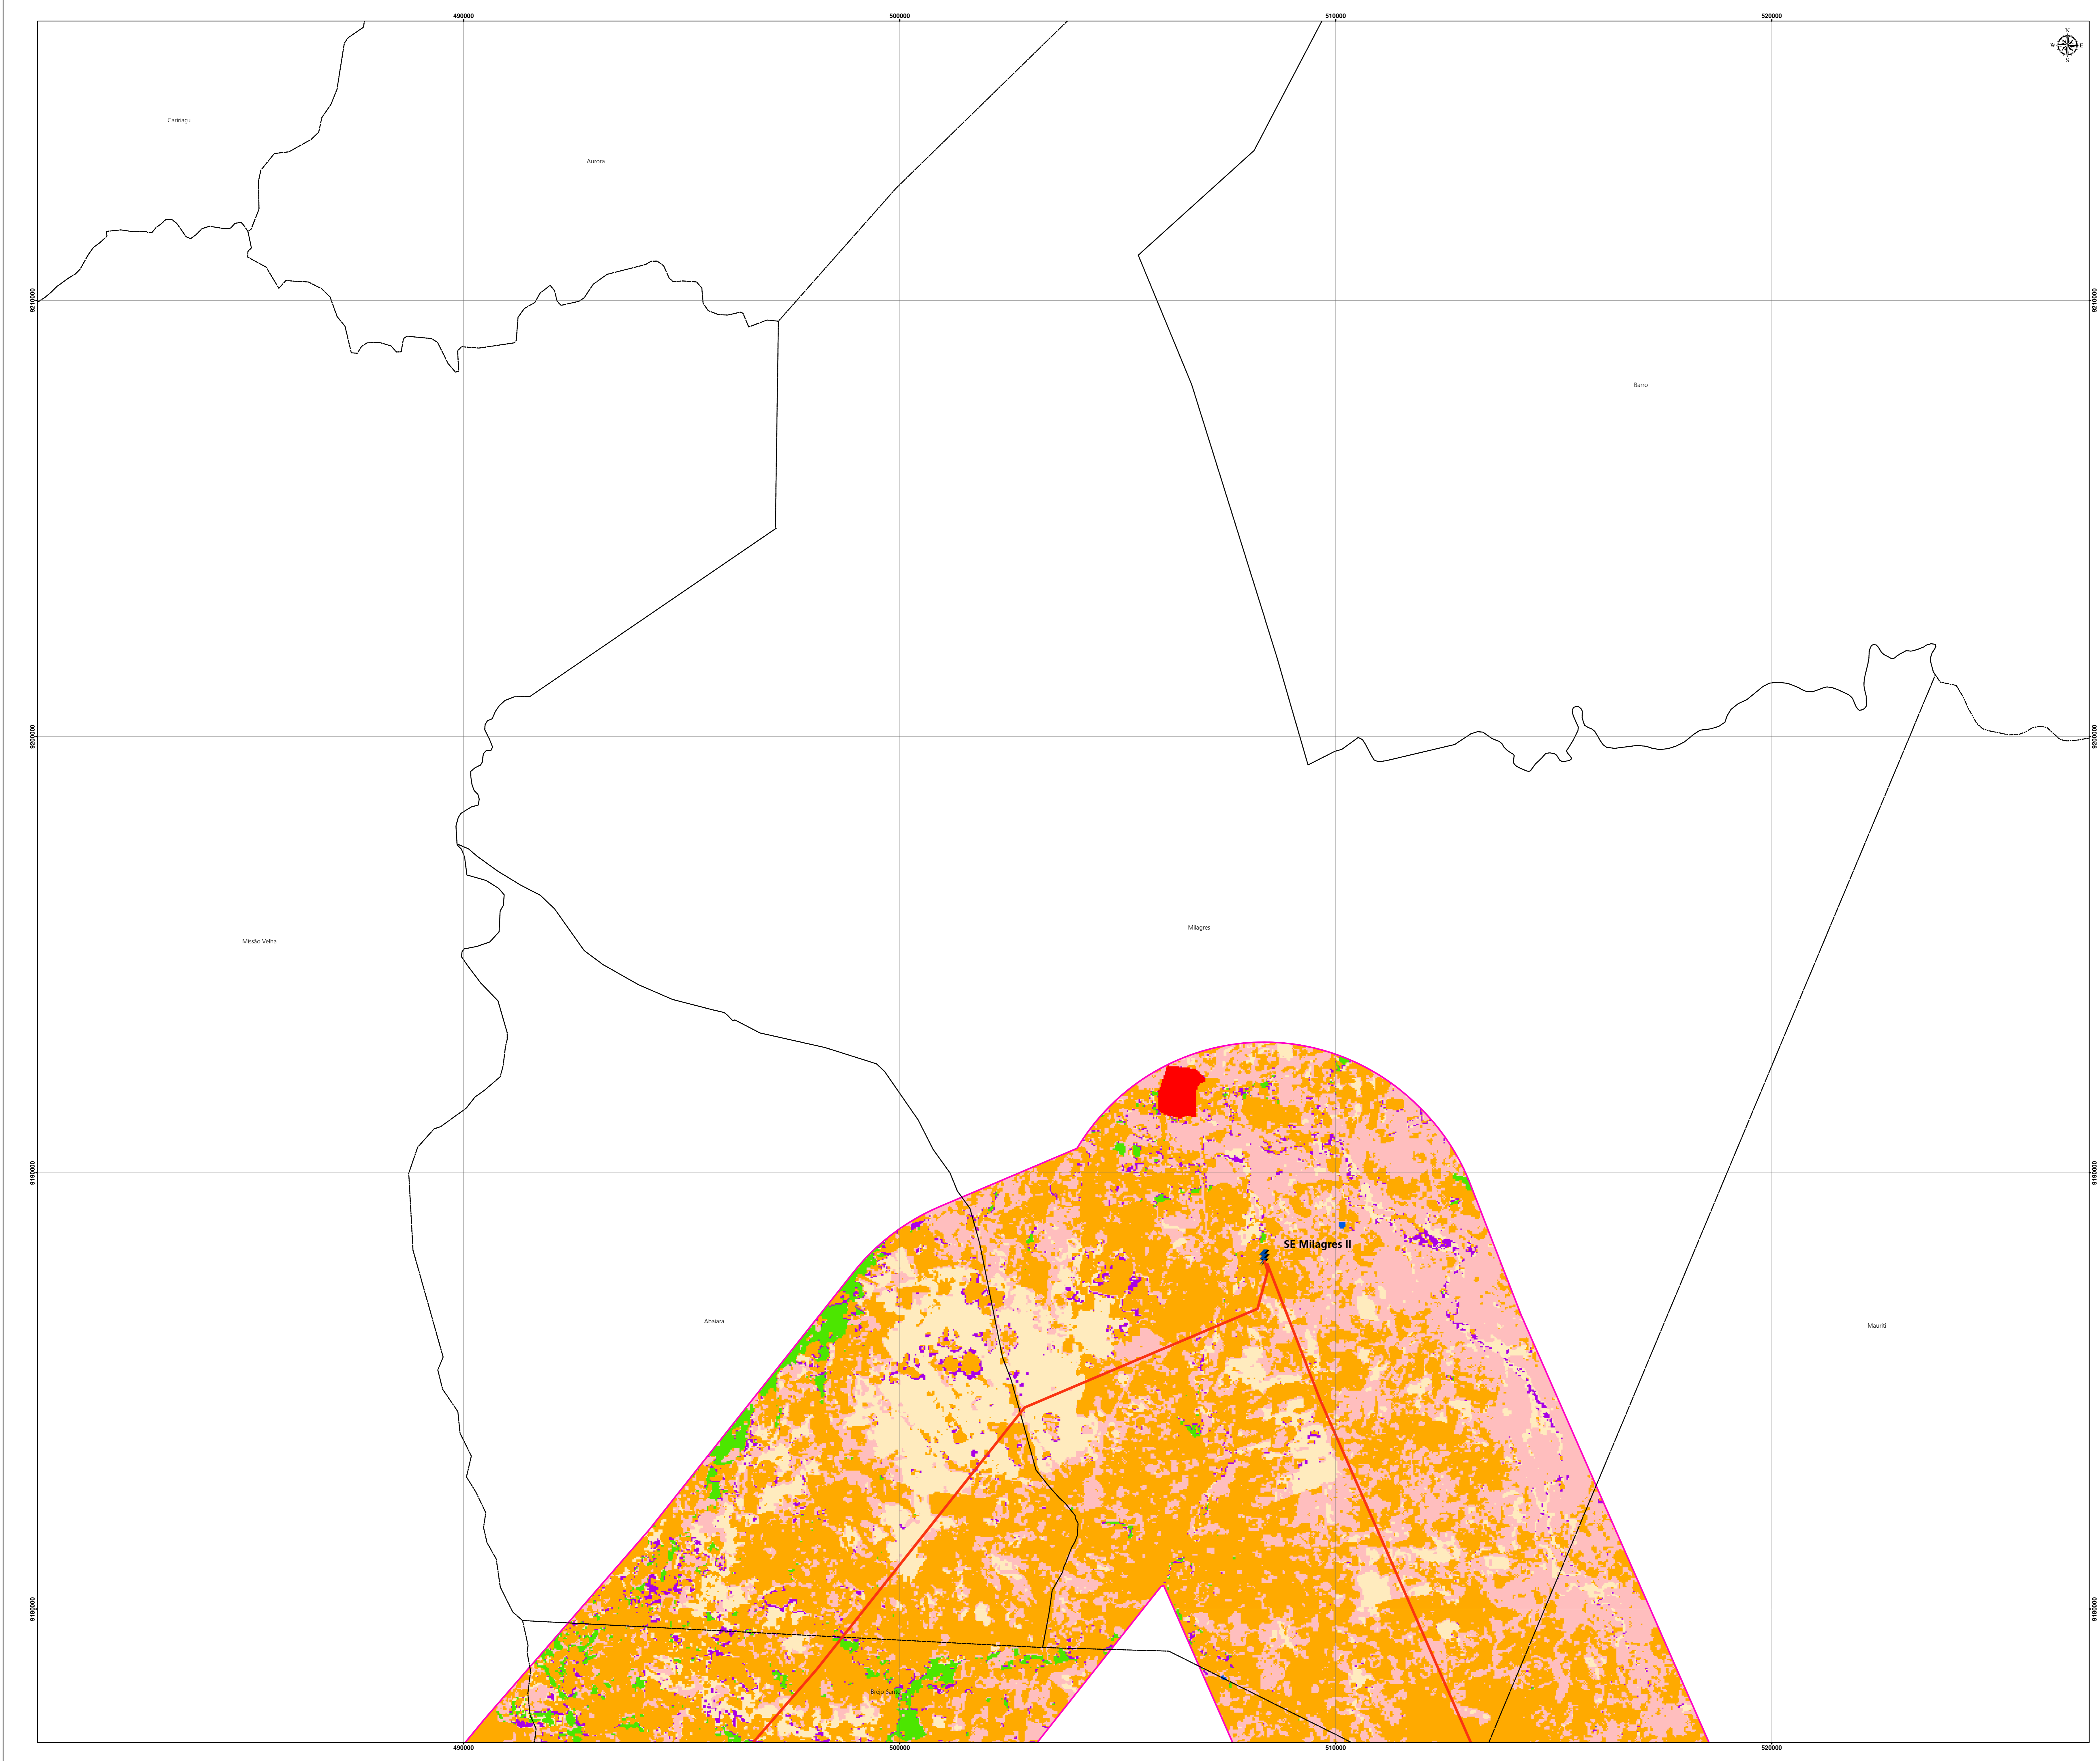 490000
500000
510000
520000
N
W E
S
Caririaçu
Aurora
9210000
9210000
Barro
9200000
9200000
Missão Velha
Milagres
9190000
9190000
SE Milagres II
Abaiara
Mauriti
9180000
9180000
Brejo Santo
490000
500000
510000
520000